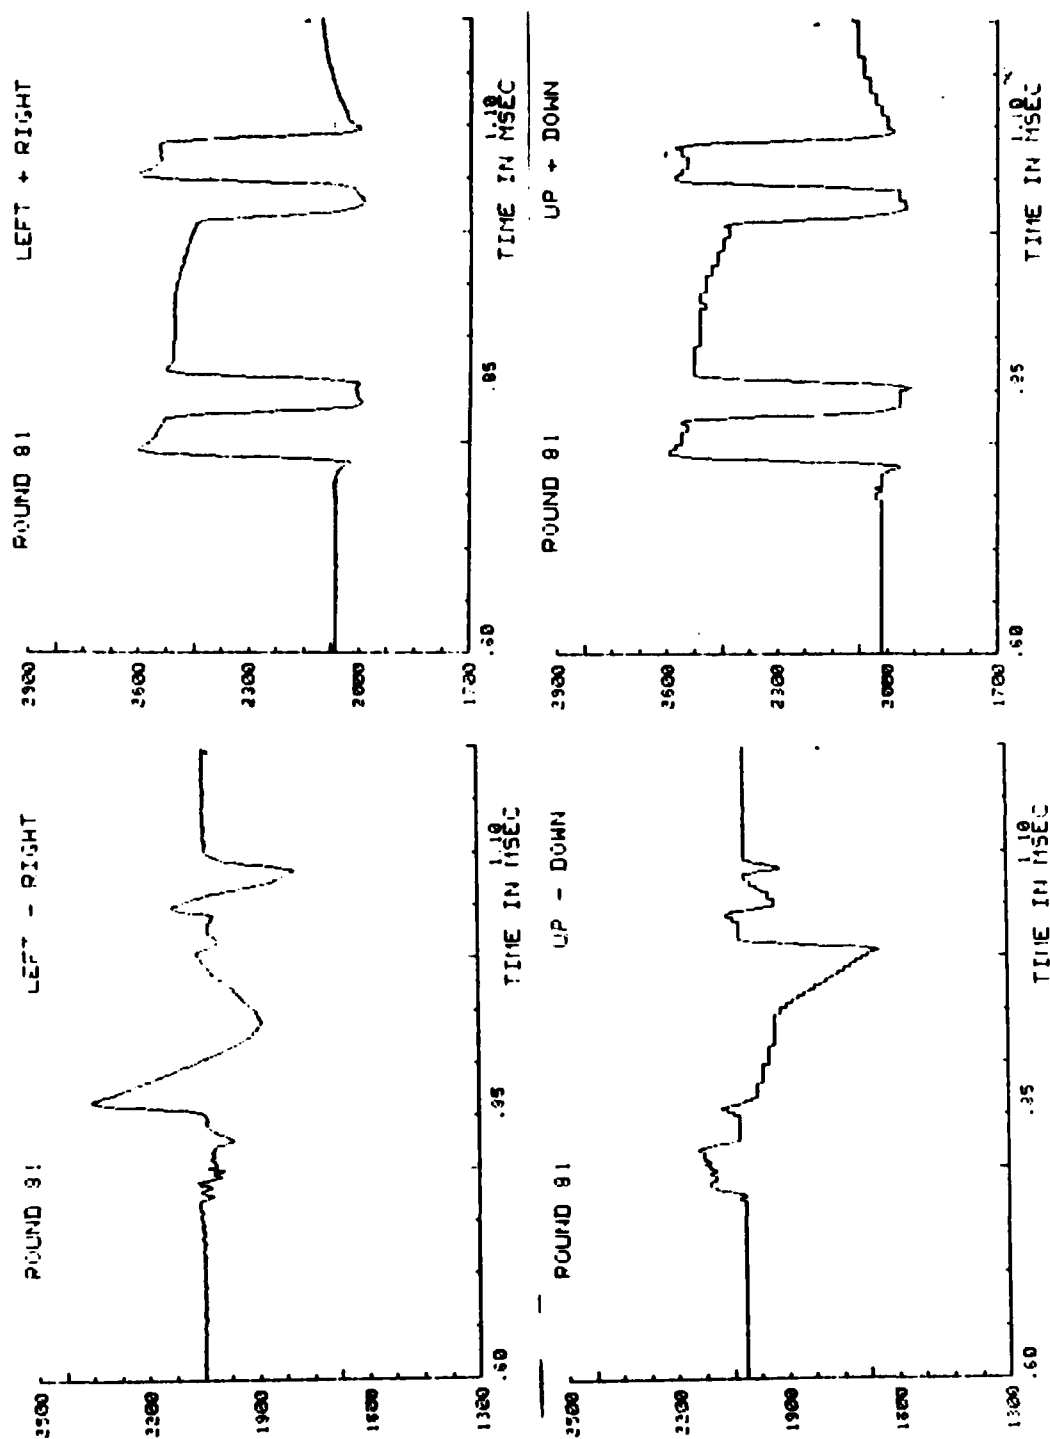 ROUND 81 LEFT - RIGHT
2500
2200
1900
1600
1300
.60 .85 1.10
TIME IN MSEC
ROUND 81 LEFT + RIGHT
2900
2600
2300
2000
1700
.60 .85 1.10
TIME IN MSEC
ROUND 81 UP - DOWN
2500
2200
1900
1600
1300
.60 .85 1.10
TIME IN MSEC
ROUND 81 UP + DOWN
2900
2600
2300
2000
1700
.60 .85 1.10
TIME IN MSEC